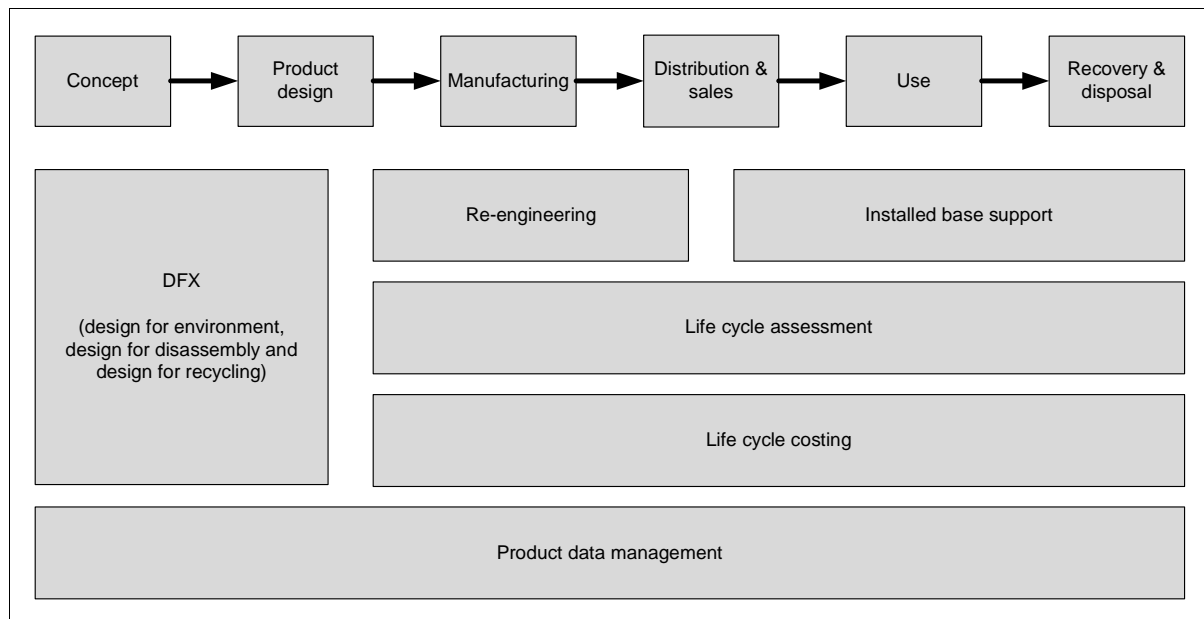 Concept
Product
design
Manufacturing
Distribution &
sales
Use
Recovery &
disposal
DFX
(design for environment,
design for disassembly and
design for recycling)
Re-engineering
Installed base support
Life cycle assessment
Life cycle costing
Product data management